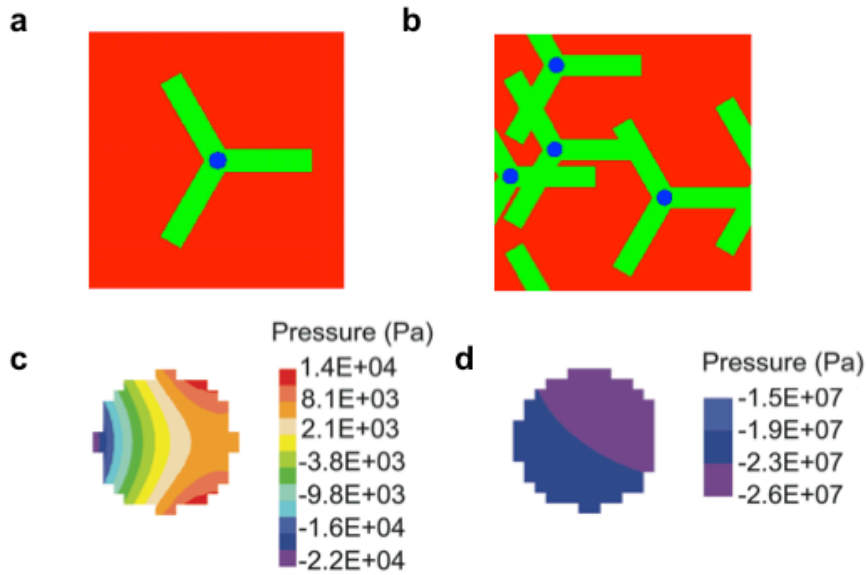 a
b
c
Pressure (Pa)
1.4E+04
8.1E+03
2.1E+03
-3.8E+03
-9.8E+03
-1.6E+04
-2.2E+04
d
Pressure (Pa)
-1.5E+07
-1.9E+07
-2.3E+07
-2.6E+07